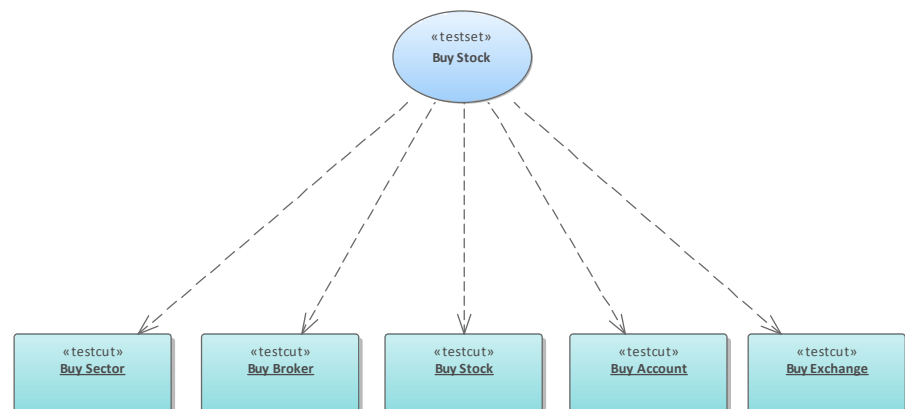 «testset»
Buy Stock
«testcut»
Buy Sector
«testcut»
Buy Broker
«testcut»
Buy Stock
«testcut»
Buy Account
«testcut»
Buy Exchange